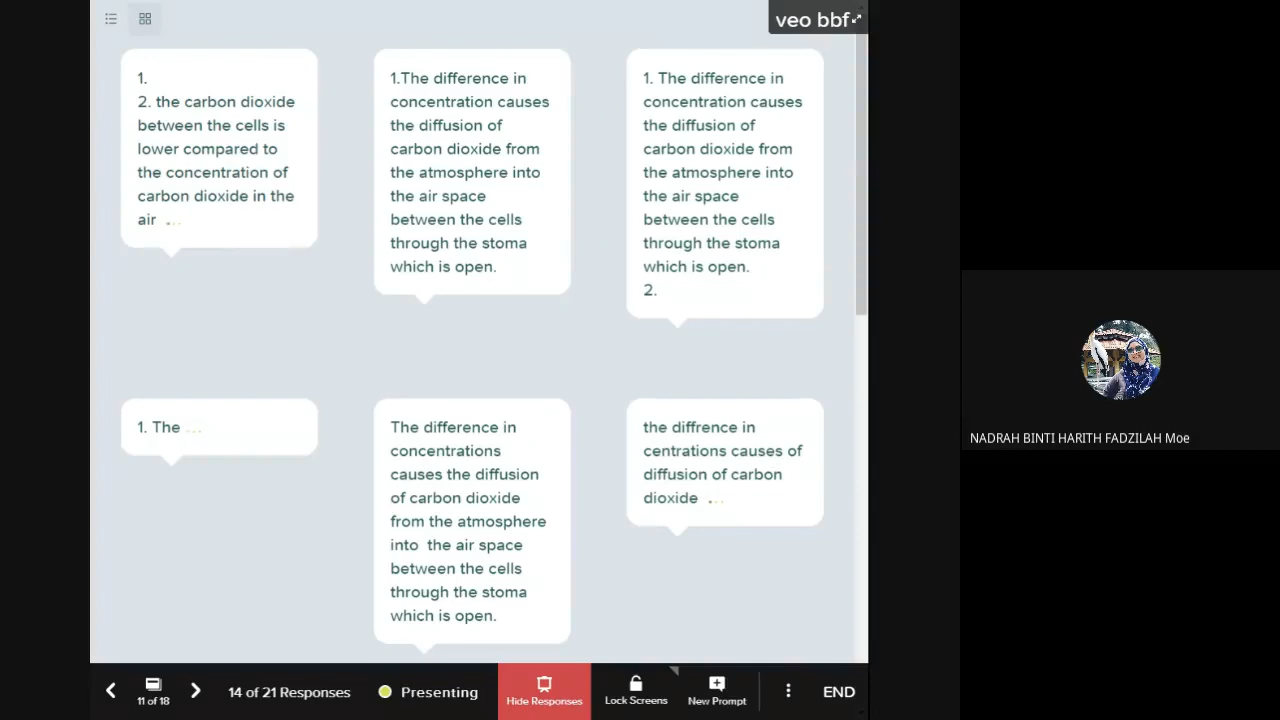 veo bbf
1.
2. the carbon dioxide
between the cells is
lower compared to
the concentration of
carbon dioxide in the
air ...
1.The difference in
concentration causes
the diffusion of
carbon dioxide from
the atmosphere into
the air space
between the cells
through the stoma
which is open.
1. The difference in
concentration causes
the diffusion of
carbon dioxide from
the atmosphere into
the air space
between the cells
through the stoma
which is open.
2.
1. The ...
The difference in
concentrations
causes the diffusion
of carbon dioxide
from the atmosphere
into the air space
between the cells
through the stoma
which is open.
the diffrence in
centrations causes of
diffusion of carbon
dioxide ...
NADRAH BINTI HARITH FADZILAH Moe
11 of 18
14 of 21 Responses
Presenting
Hide Responses
Lock Screens
New Prompt
END